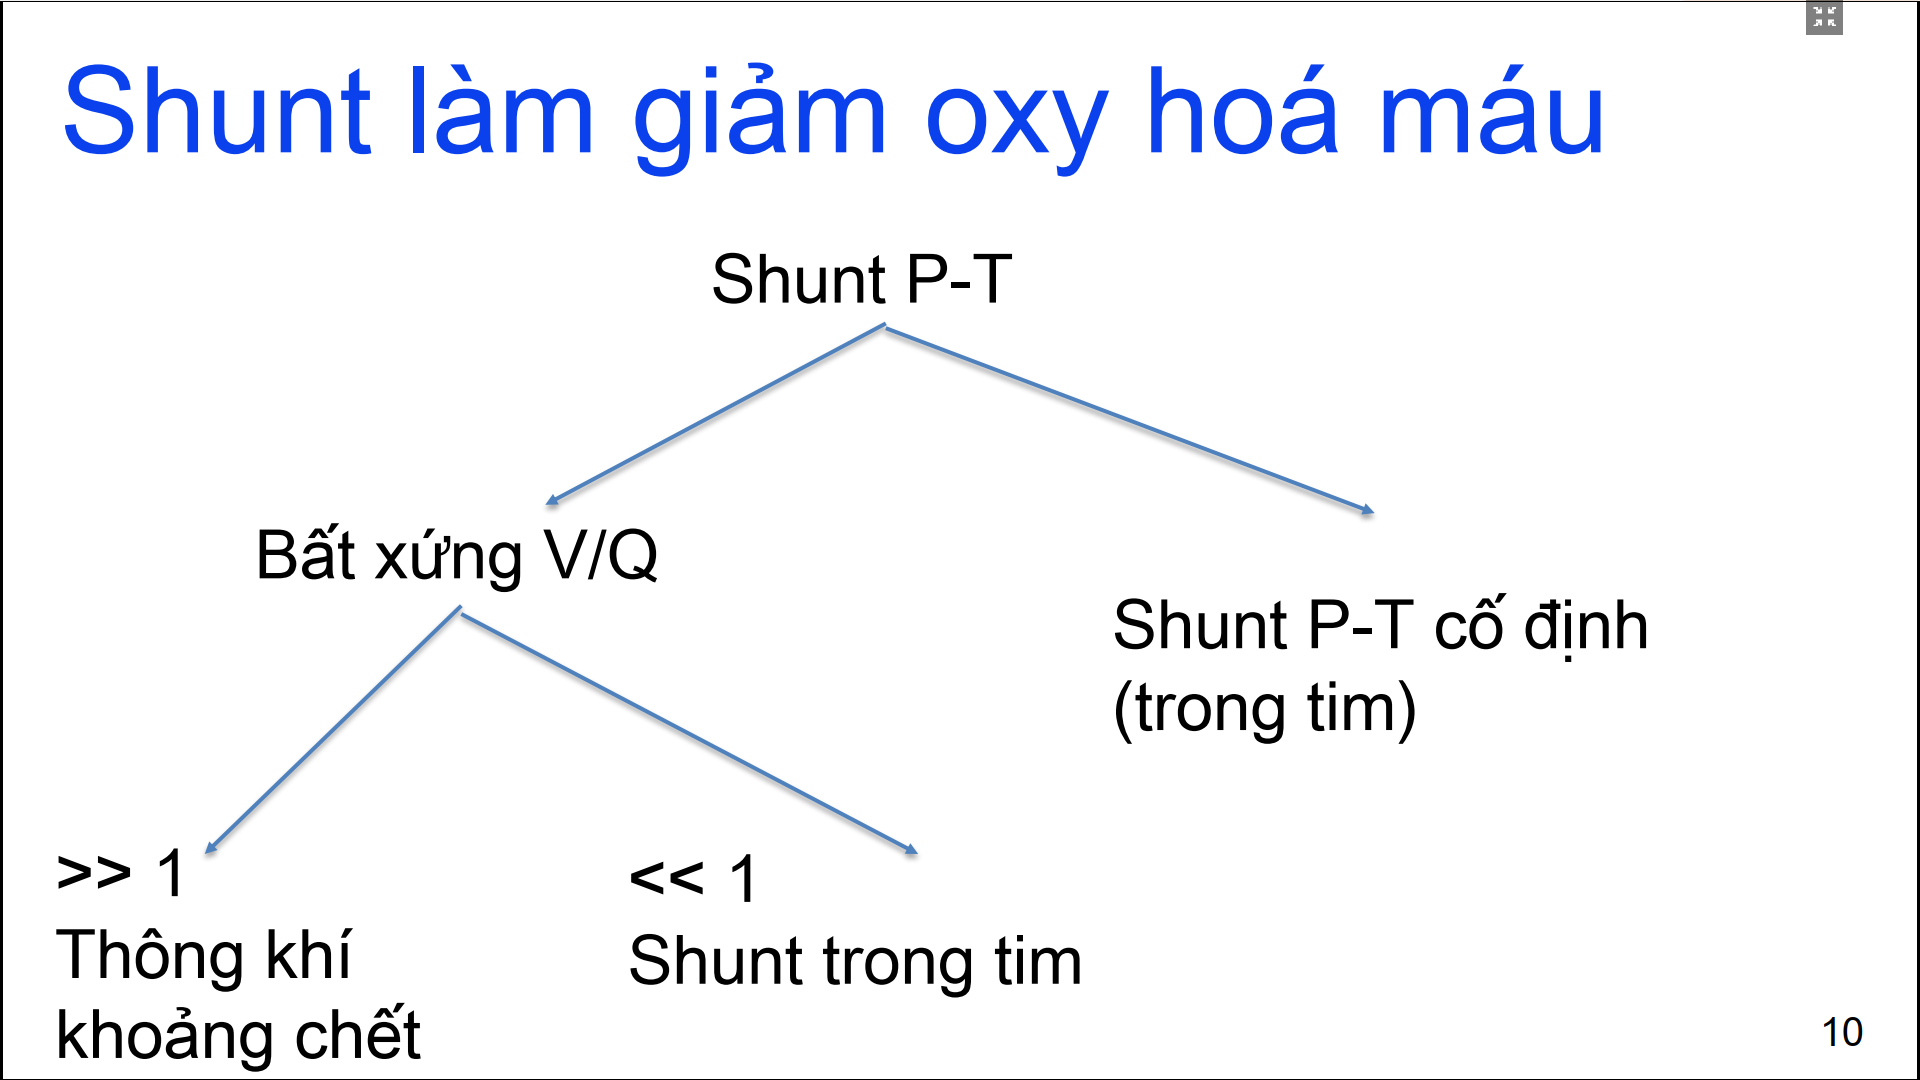 Shunt làm giảm oxy hoá máu
Shunt P-T
Bất xứng V/Q
Shunt P-T cố định
(trong tim)
>> 1
Thông khí
khoảng chết
<< 1
Shunt trong tim
10